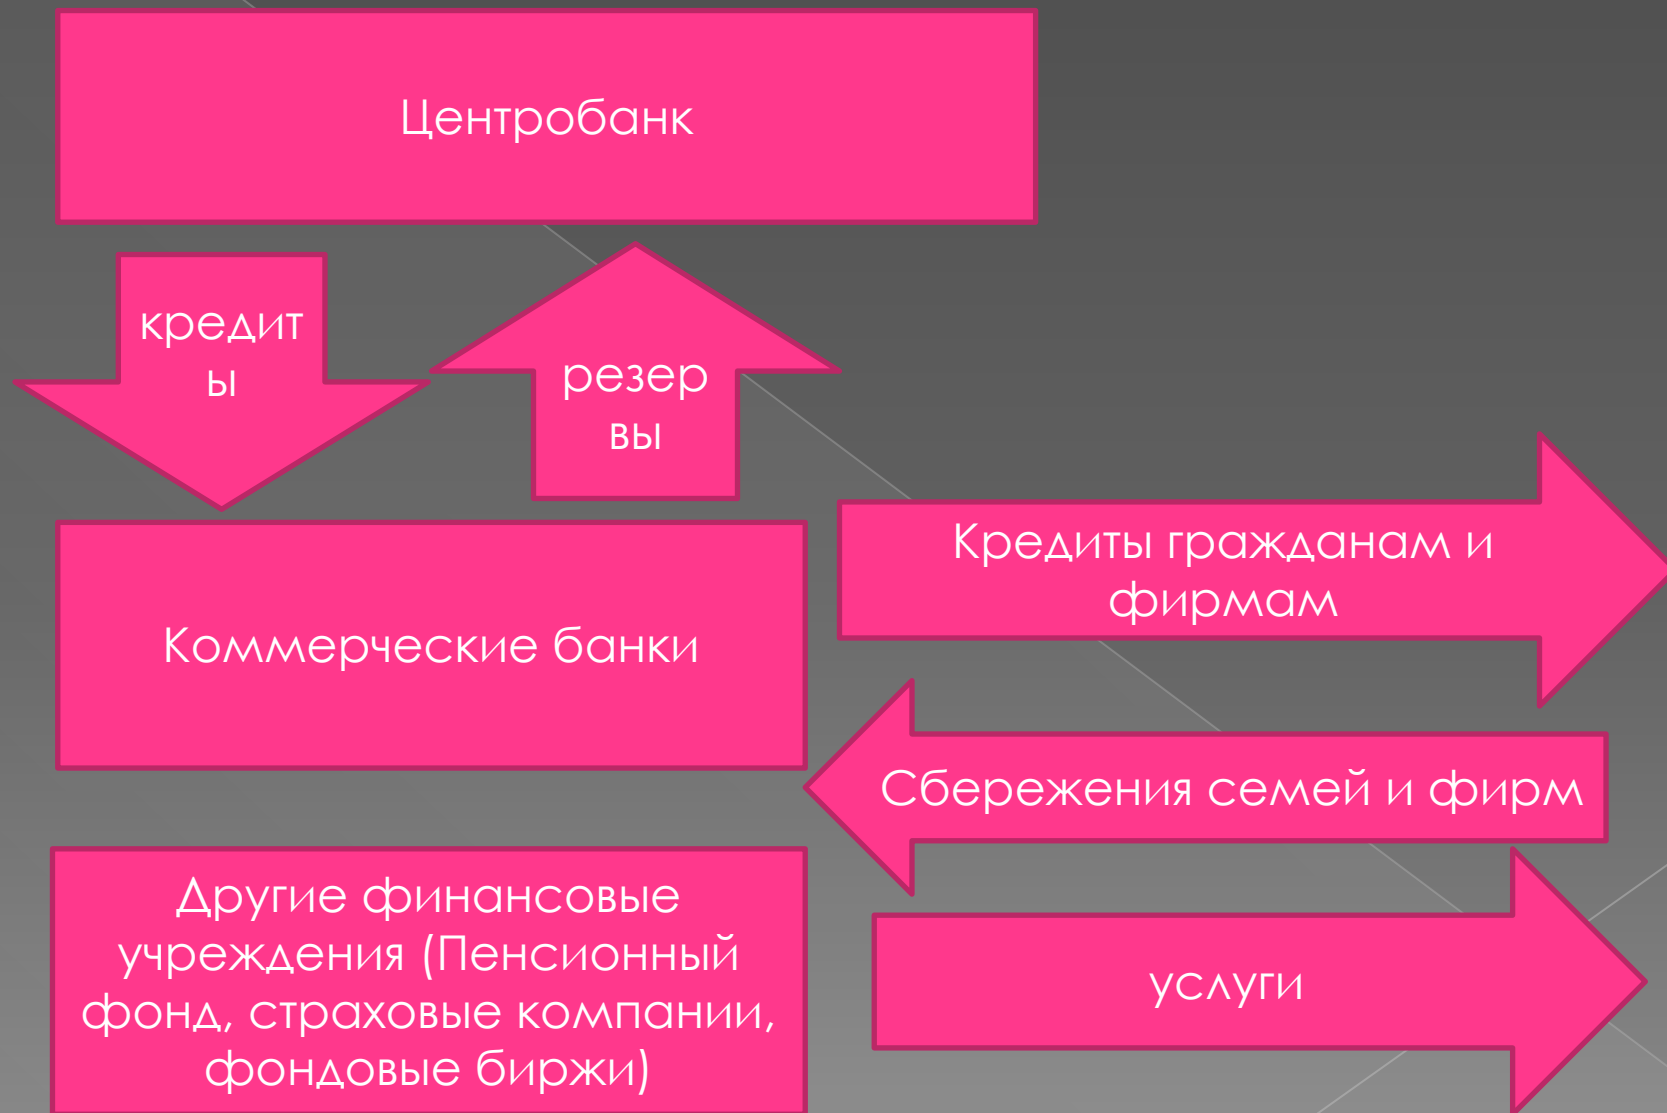 Центробанк
кредит
ы
резер
вы
Кредиты гражданам и
фирмам
Коммерческие банки
Сбережения семей и фирм
Другие финансовые
учреждения (Пенсионный
фонд, страховые компании,
фондовые биржи)
услуги